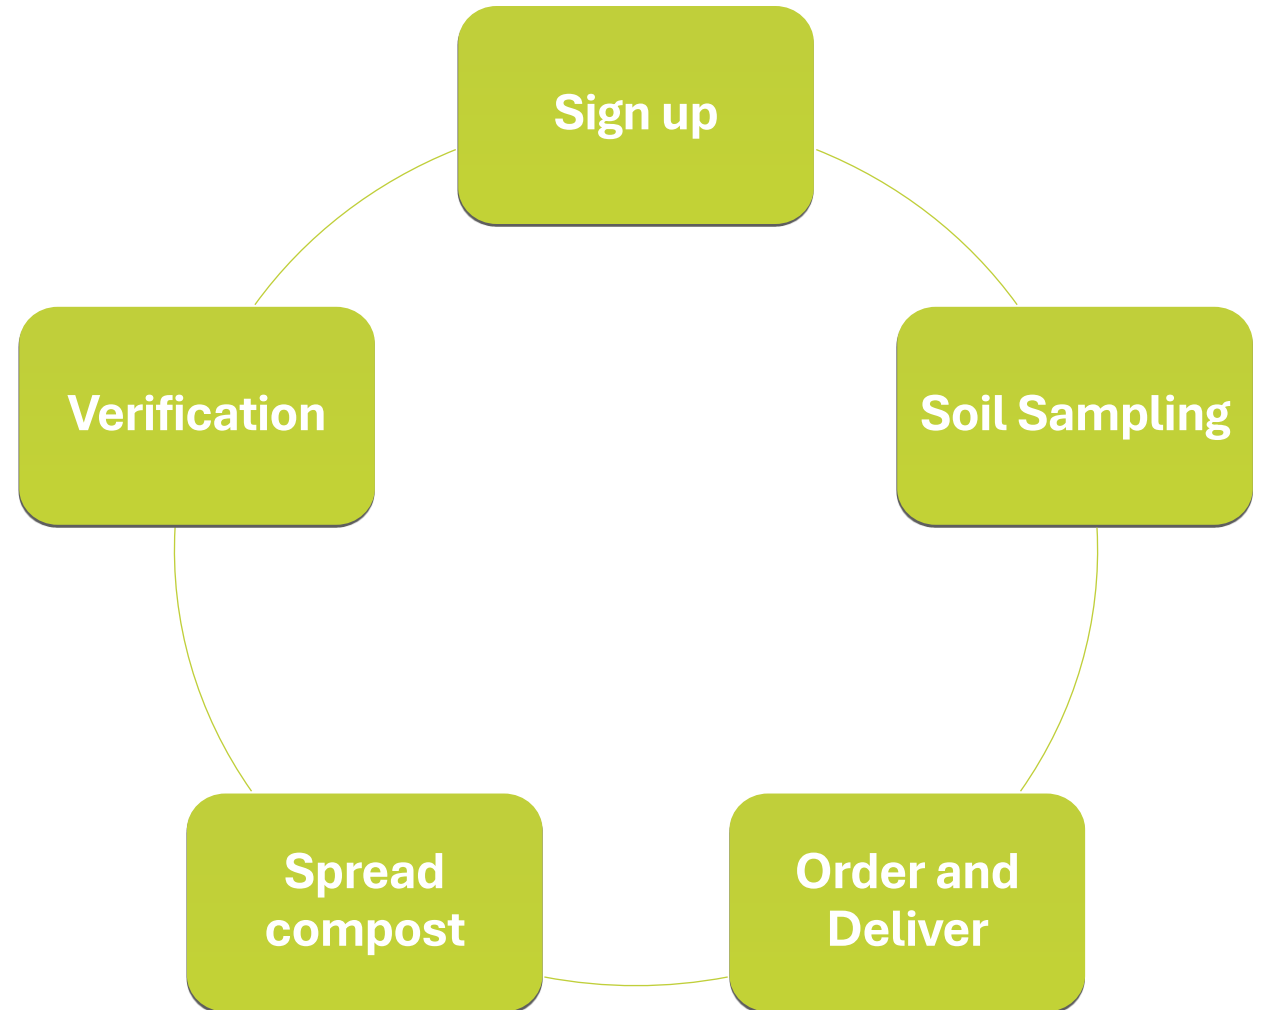 Sign up
Soil Sampling
Order and
Deliver
Spread
compost
Verification